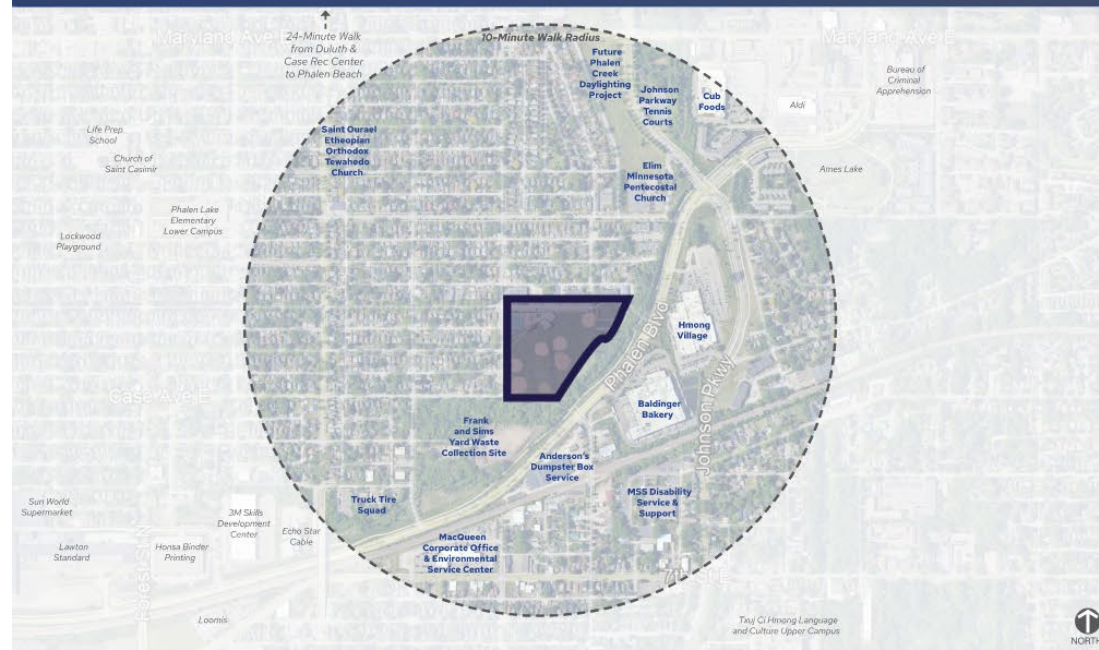 Maryland Ave E
24-Minute Walk
from Duluth &
Case Rec Center
to Phalen Beach
10-Minute Walk Radius
Maryland Ave E
Future
Phalen
Creek
Daylighting
Project
Johnson
Parkway
Tennis
Courts
Cub
Foods
Aldi
Bureau of
Criminal
Apprehension
Life Prep
School
Church of
Saint Casimir
Saint Ourael
Etheopian
Orthodox
Tewahedo
Church
Elim
Minnesota
Pentecostal
Church
Ames Lake
Phalen Lake
Elementary
Lower Campus
Lockwood
Playground
Hmong
Village
Phalen Blvd
Johnson Pkwy
Case Ave E
Baldinger
Bakery
Frank
and Sims
Yard Waste
Collection Site
Anderson's
Dumpster Box
Service
MSS Disability
Service &
Support
Truck Tire
Squad
Sun World
Supermarket
3M Skills
Development
Center
Echo Star
Cable
Lawton
Standard
Honsa Binder
Printing
MacQueen
Corporate Office
& Environmental
Service Center
Forest St N
Loomis
Txuj Ci Hmong Language
and Culture Upper Campus
NORTH